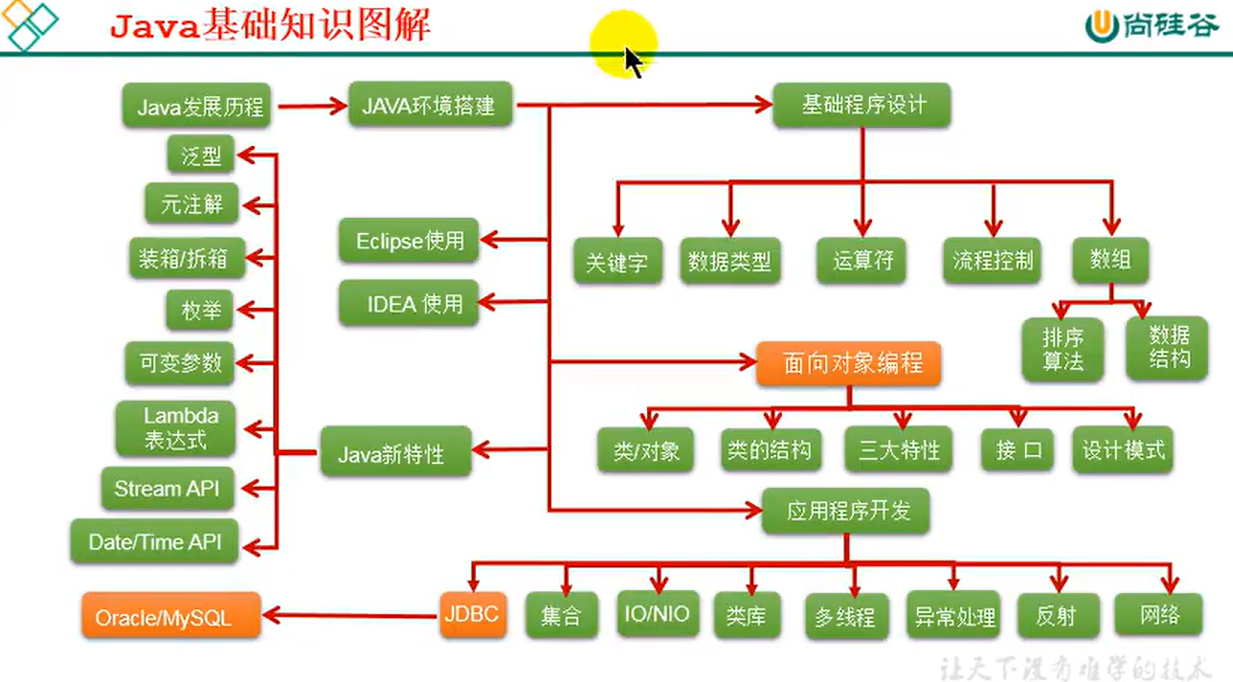 Java基础知识图解
尚硅谷
Java发展历程
JAVA环境搭建
基础程序设计
泛型
元注解
装箱/拆箱
枚举
可变参数
Lambda
表达式
Stream API
Date/Time API
Eclipse使用
IDEA 使用
Java新特性
关键字
数据类型
运算符
流程控制
数组
排序
算法
数据
结构
面向对象编程
类/对象
类的结构
三大特性
接 口
设计模式
应用程序开发
Oracle/MySQL
JDBC
集合
IO/NIO
类库
多线程
异常处理
反射
网络
让天下没有难学的技术